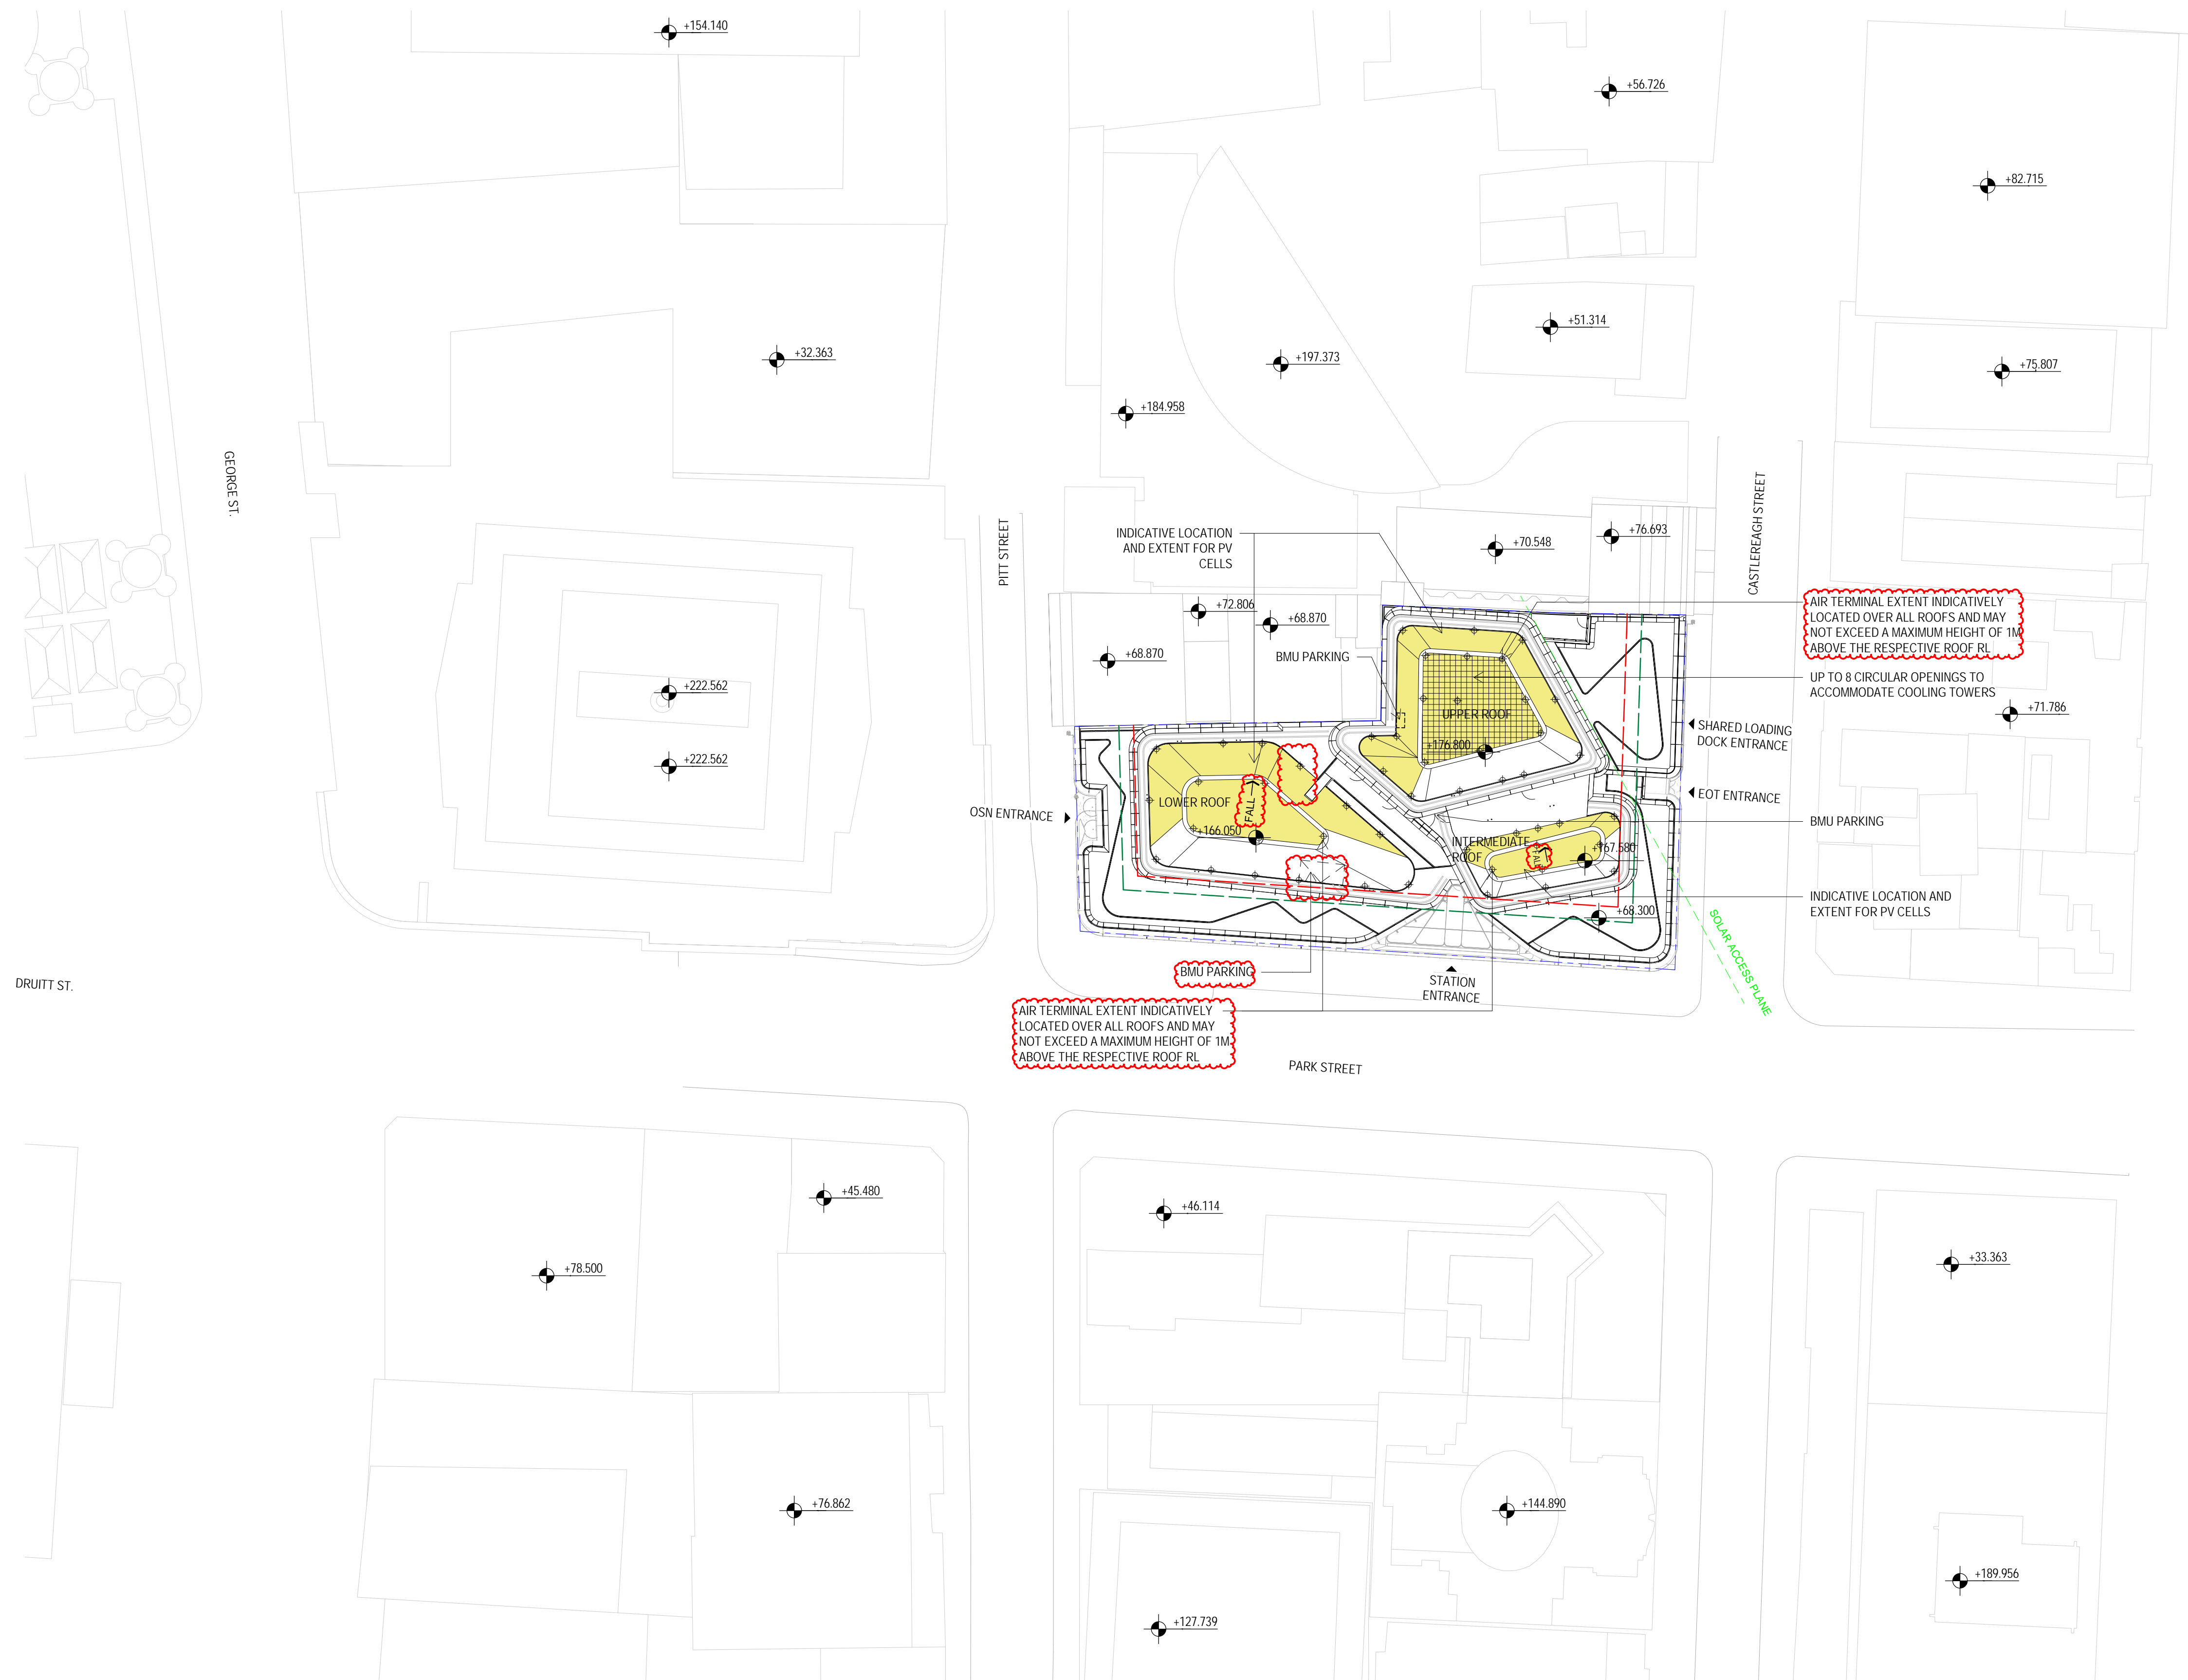 +154.140
+56.726
+82.715
+32.363
+197.373
+51.314
+75.807
+184.958
GEORGE ST.
PITT STREET
CASTLEREAGH STREET
INDICATIVE LOCATION
AND EXTENT FOR PV
CELLS
+70.548
+76.693
+72.806
+68.870
+68.870
BMU PARKING
AIR TERMINAL EXTENT INDICATIVELY
LOCATED OVER ALL ROOFS AND MAY
NOT EXCEED A MAXIMUM HEIGHT OF 1M
ABOVE THE RESPECTIVE ROOF RL
UP TO 8 CIRCULAR OPENINGS TO
ACCOMMODATE COOLING TOWERS
+222.562
+222.562
UPPER ROOF
+176.800
+71.786
SHARED LOADING
DOCK ENTRANCE
EOT ENTRANCE
OSN ENTRANCE
LOWER ROOF
FALL
+166.050
BMU PARKING
INTERMEDIATE
ROOF
FALL
+167.580
INDICATIVE LOCATION AND
EXTENT FOR PV CELLS
+68.300
SOLAR ACCESS PLANE
BMU PARKING
STATION
ENTRANCE
DRUITT ST.
AIR TERMINAL EXTENT INDICATIVELY
LOCATED OVER ALL ROOFS AND MAY
NOT EXCEED A MAXIMUM HEIGHT OF 1M
ABOVE THE RESPECTIVE ROOF RL
PARK STREET
+45.480
+46.114
+78.500
+33.363
+76.862
+144.890
+189.956
+127.739